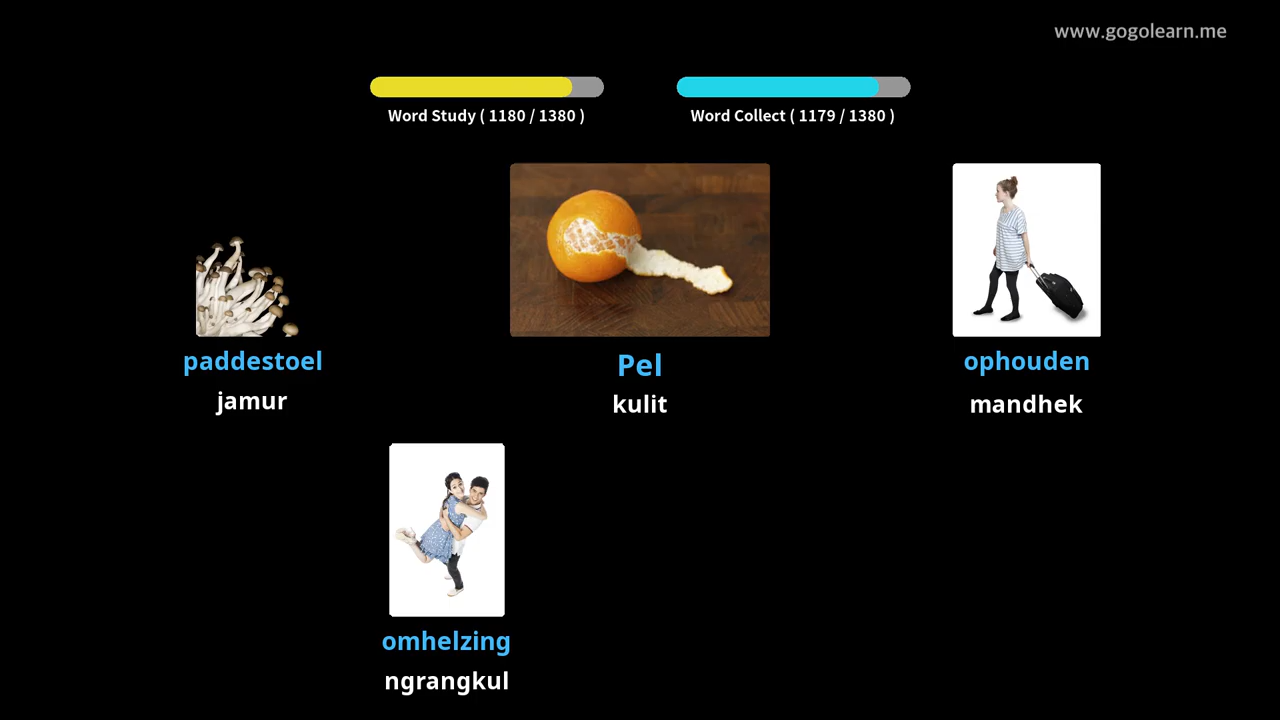 www.gogolearn.me
Word Study ( 1180 / 1380 )
Word Collect ( 1179 / 1380 )
paddestoel
jamur
Pel
kulit
ophouden
mandhek
omhelzing
ngrangkul